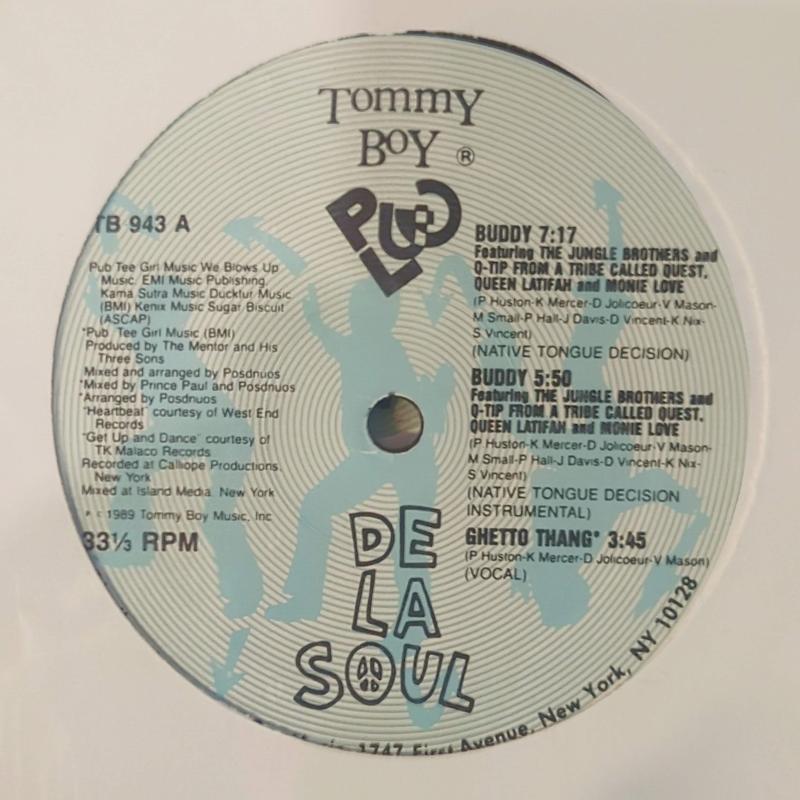 Tommy
Boy ®
PLUG
TB 943 A
Pub Tee Girl Music We Blows Up
Music/EMI Music Publishing,
Kama Sutra Music Duckfur Music
(BMI) Kenix Music Sugar Biscuit
(ASCAP)
*Pub. Tee Girl Music (BMI)
Produced by The Mentor and His
Three Sons
Mixed and arranged by Posdnuos
*Mixed by Prince Paul and Posdnuos
*Arranged by Posdnuos
"Heartbeat" courtesy of West End
Records
"Get Up and Dance" courtesy of
TK Malaco Records
Recorded at Calliope Productions,
New York
Mixed at Island Media, New York
1989 Tommy Boy Music, Inc
33⅓ RPM
BUDDY 7:17
Featuring THE JUNGLE BROTHERS and
Q-TIP FROM A TRIBE CALLED QUEST,
QUEEN LATIFAH and MONIE LOVE
(P Huston-K Mercer-D Jolicoeur-V Mason-
M Small-P Hall-J Davis-D Vincent-K Nix-
S Vincent)
(NATIVE TONGUE DECISION)
BUDDY 5:50
Featuring THE JUNGLE BROTHERS and
Q-TIP FROM A TRIBE CALLED QUEST,
QUEEN LATIFAH and MONIE LOVE
(P Huston-K Mercer-D Jolicoeur-V Mason-
M Small-P Hall-J Davis-D Vincent-K Nix-
S Vincent)
(NATIVE TONGUE DECISION
INSTRUMENTAL)
GHETTO THANG* 3:45
(P Huston-K Mercer-D Jolicoeur-V Mason)
(VOCAL)
DE
LA
SOUL
1747 First Avenue, New York, NY 10128